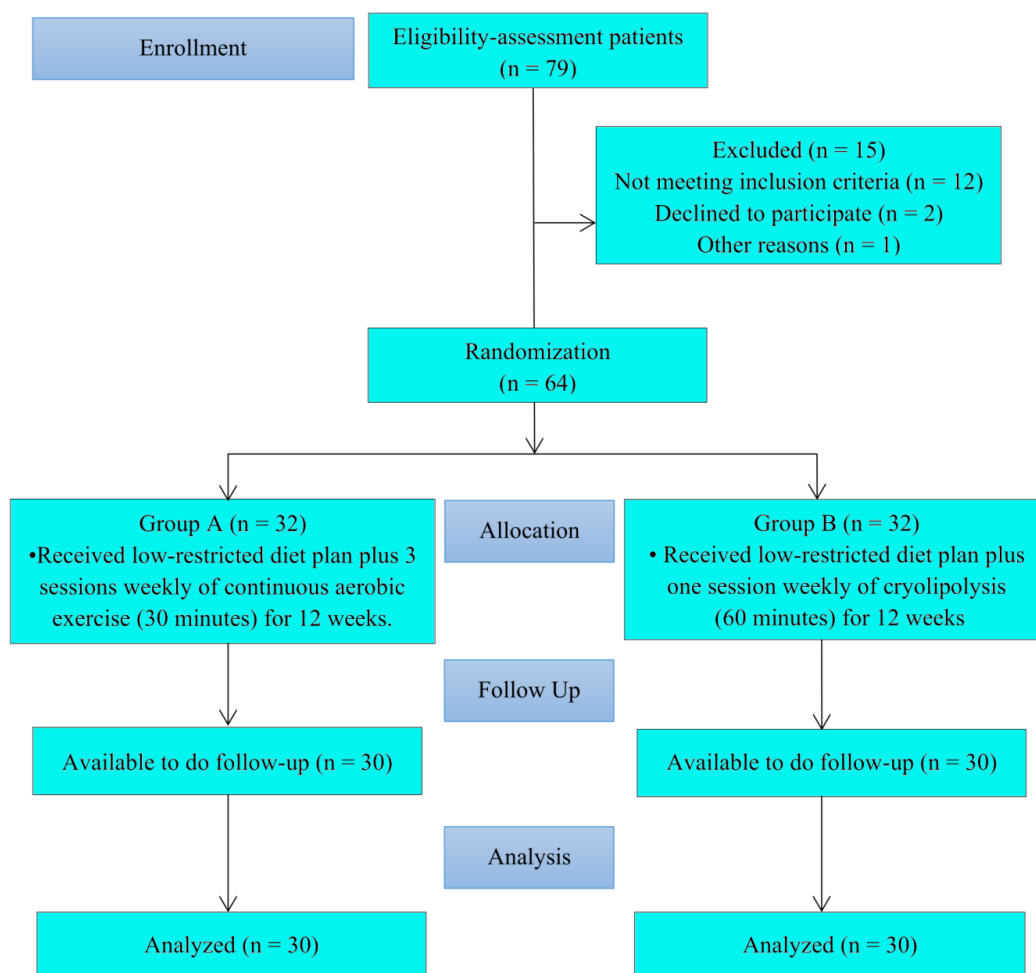 Enrollment
Eligibility-assessment patients
(n = 79)
Excluded (n = 15)
Not meeting inclusion criteria (n = 12)
Declined to participate (n = 2)
Other reasons (n = 1)
Randomization
(n = 64)
Group A (n = 32)
•Received low-restricted diet plan plus 3
sessions weekly of continuous aerobic
exercise (30 minutes) for 12 weeks.
Allocation
Group B (n = 32)
• Received low-restricted diet plan plus
one session weekly of cryolipolysis
(60 minutes) for 12 weeks
Follow Up
Available to do follow-up (n = 30)
Available to do follow-up (n = 30)
Analysis
Analyzed (n = 30)
Analyzed (n = 30)